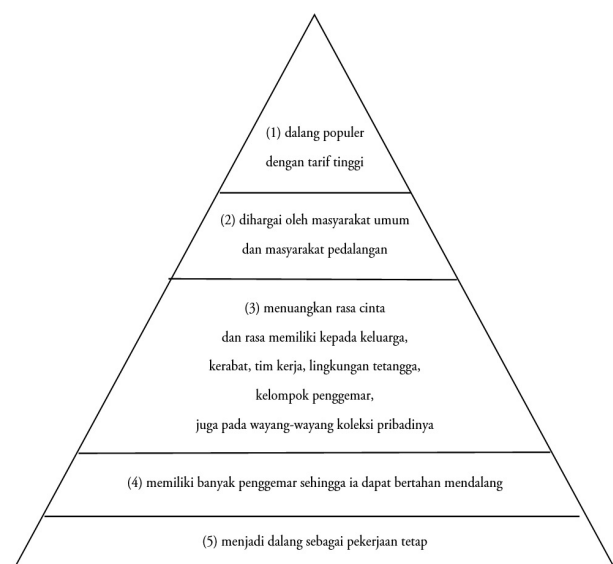 (1) dalang populer
dengan tarif tinggi
(2) dihargai oleh masyarakat umum
dan masyarakat pedalangan
(3) menuangkan rasa cinta
dan rasa memiliki kepada keluarga,
kerabat, tim kerja, lingkungan tetangga,
kelompok penggemar,
juga pada wayang-wayang koleksi pribadinya
(4) memiliki banyak penggemar sehingga ia dapat bertahan mendalang
(5) menjadi dalang sebagai pekerjaan tetap